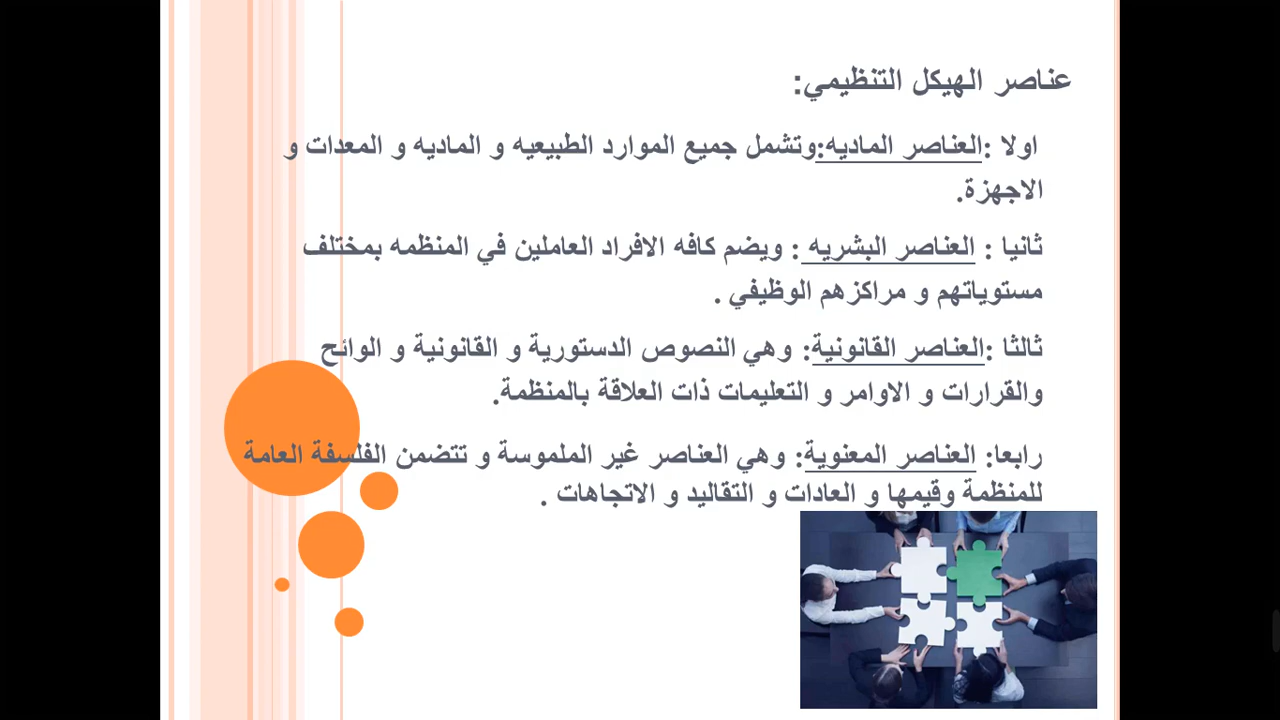 عناصر الهيكل التنظيمي:
اولا :العناصر الماديه:وتشمل جميع الموارد الطبيعيه و الماديه و المعدات و
الاجهزة.
ثانيا : العناصر البشريه : ويضم كافه الافراد العاملين في المنظمه بمختلف
مستوياتهم و مراكزهم الوظيفي .
ثالثا :العناصر القانونية: وهي النصوص الدستورية و القانونية و الوائح
والقرارات و الاوامر و التعليمات ذات العلاقة بالمنظمة.
رابعا: العناصر المعنوية: وهي العناصر غير الملموسة و تتضمن الفلسفة العامة
للمنظمة وقيمها و العادات و التقاليد و الاتجاهات .